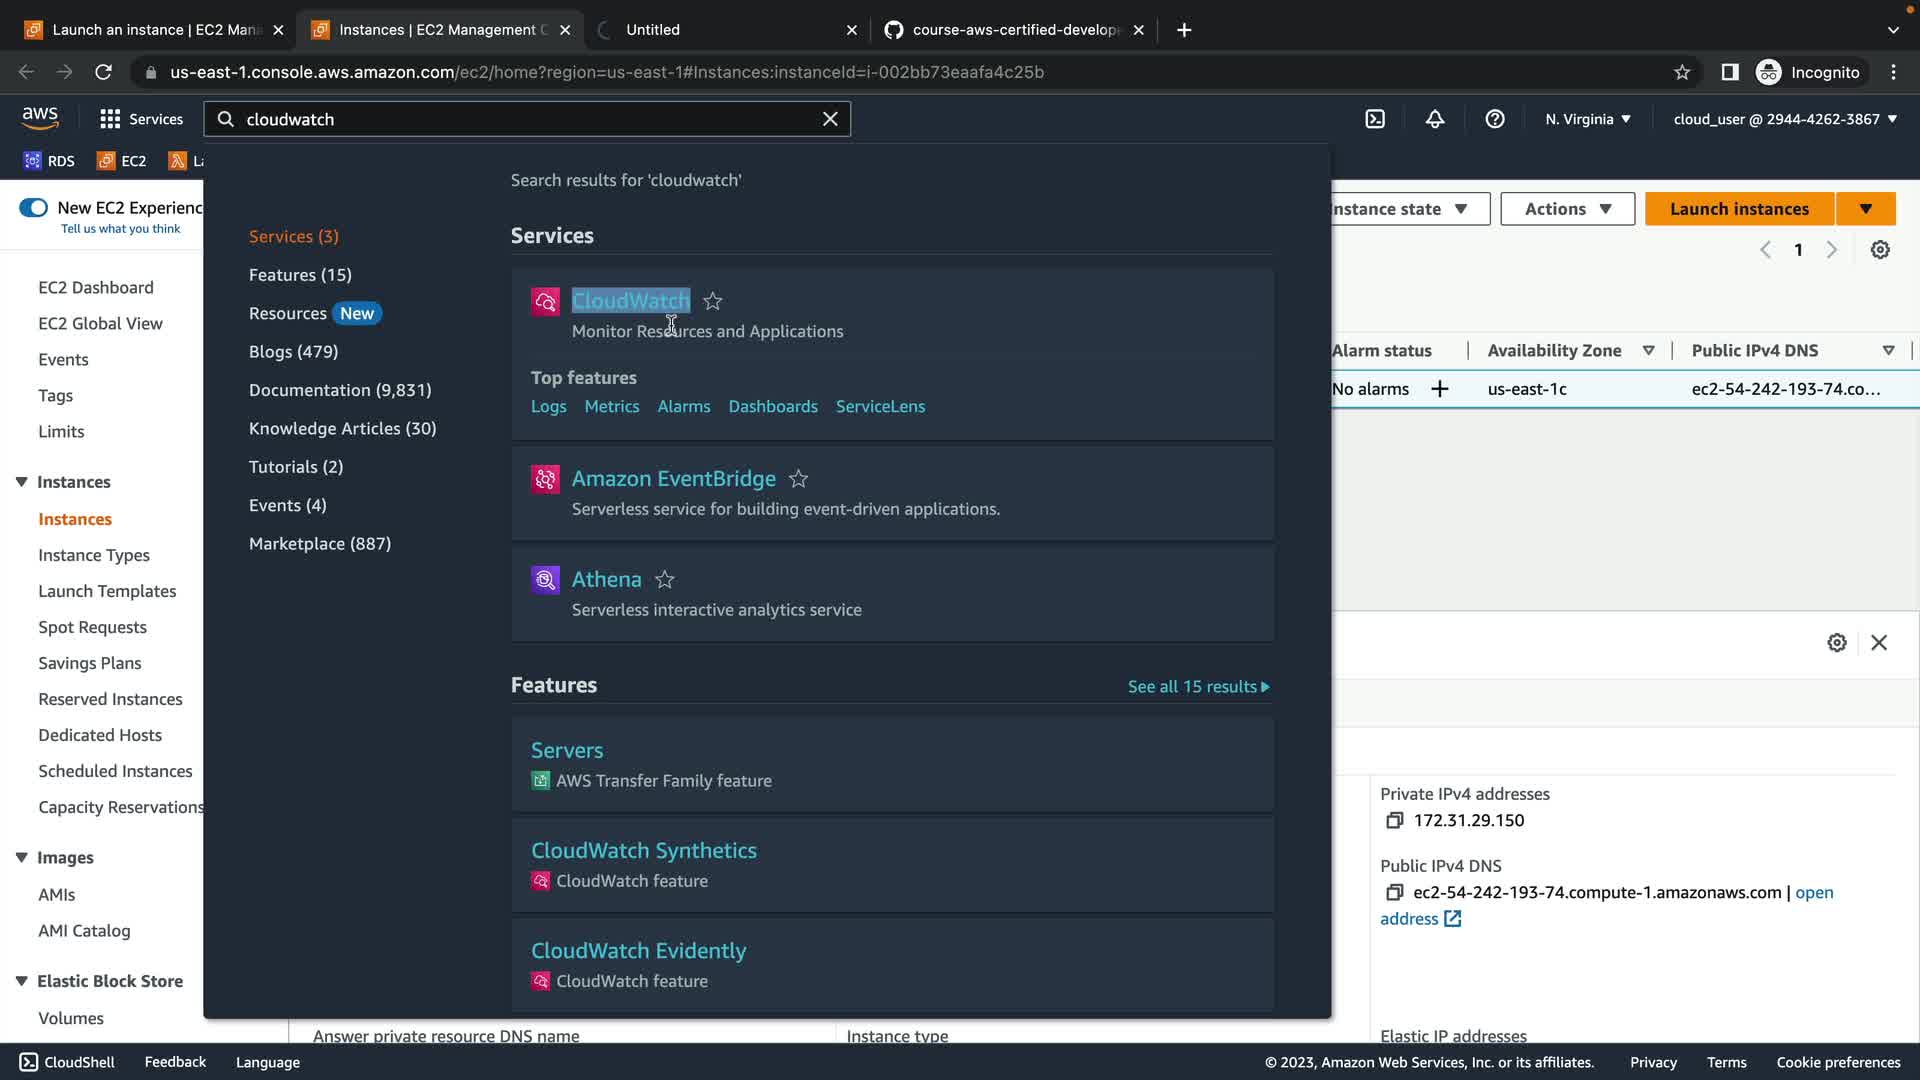 Launch an instance | EC2 Mana
Instances | EC2 Management C
Untitled
course-aws-certified-develop
us-east-1.console.aws.amazon.com/ec2/home?region=us-east-1#Instances:instanceId=i-002bb73eaafa4c25b
Incognito
aws
Services
cloudwatch
N. Virginia
cloud_user @ 2944-4262-3867
RDS
EC2
La
New EC2 Experienc
Tell us what you think
EC2 Dashboard
EC2 Global View
Events
Tags
Limits
Instances
Instances
Instance Types
Launch Templates
Spot Requests
Savings Plans
Reserved Instances
Dedicated Hosts
Scheduled Instances
Capacity Reservations
Images
AMIs
AMI Catalog
Elastic Block Store
Volumes
Search results for 'cloudwatch'
Services (3)
Features (15)
Resources New
Blogs (479)
Documentation (9,831)
Knowledge Articles (30)
Tutorials (2)
Events (4)
Marketplace (887)
Services
CloudWatch
Monitor Resources and Applications
Top features
Logs Metrics Alarms Dashboards ServiceLens
Amazon EventBridge
Serverless service for building event-driven applications.
Athena
Serverless interactive analytics service
Features
See all 15 results
Servers
AWS Transfer Family feature
CloudWatch Synthetics
CloudWatch feature
CloudWatch Evidently
CloudWatch feature
Instance state
Actions
Launch instances
1
Alarm status
Availability Zone
Public IPv4 DNS
No alarms
us-east-1c
ec2-54-242-193-74.co...
Private IPv4 addresses
172.31.29.150
Public IPv4 DNS
ec2-54-242-193-74.compute-1.amazonaws.com | open
address
Answer private resource DNS name
Instance type
Elastic IP addresses
CloudShell
Feedback
Language
© 2023, Amazon Web Services, Inc. or its affiliates.
Privacy
Terms
Cookie preferences